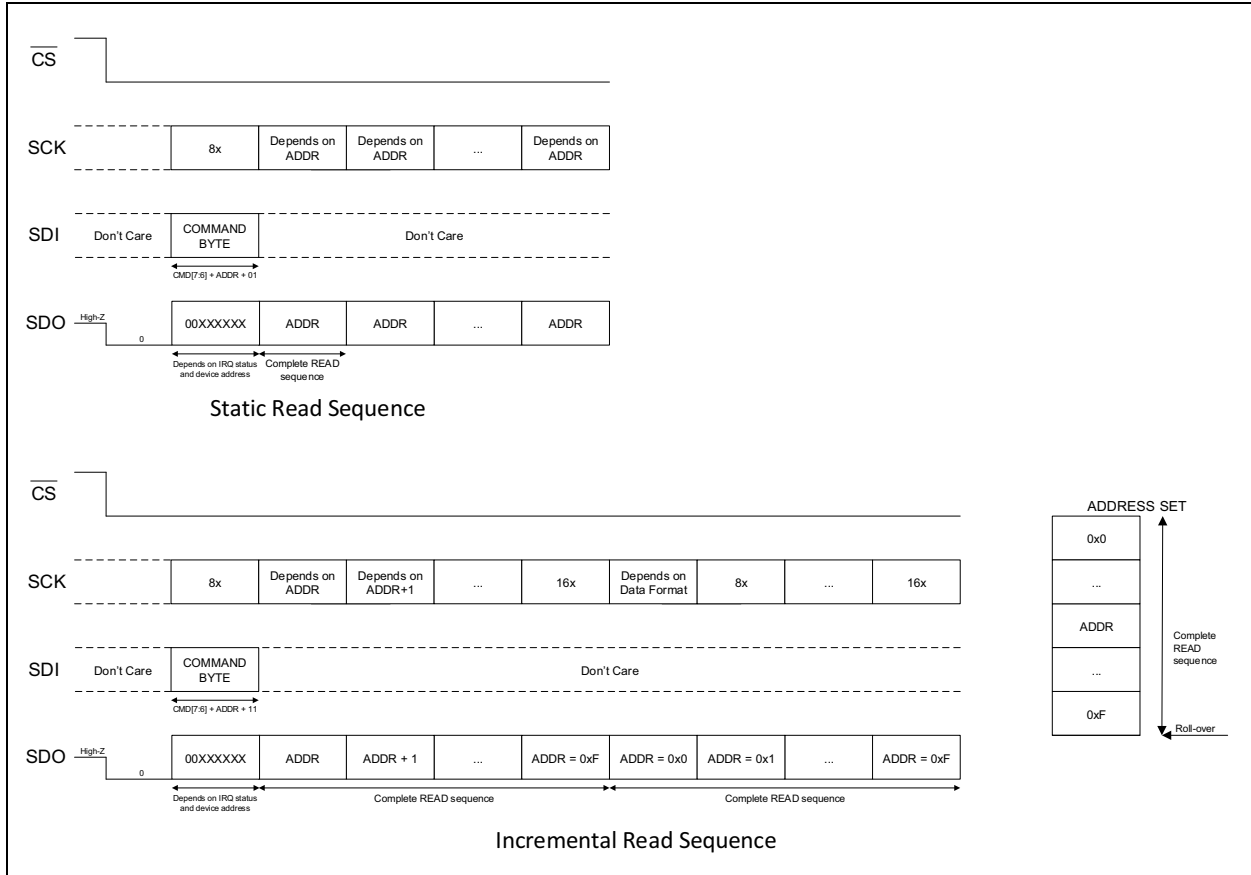 CS
SCK
8x
Depends on
ADDR
Depends on
ADDR
...
Depends on
ADDR
SDI
Don't Care
COMMAND
BYTE
Don't Care
CMD[7:6] + ADDR + 01
SDO
High-Z
0
00XXXXXX
ADDR
ADDR
...
ADDR
Depends on IRQ status
and device address
Complete READ
sequence
Static Read Sequence
CS
SCK
8x
Depends on
ADDR
Depends on
ADDR+1
...
16x
Depends on
Data Format
8x
...
16x
SDI
Don't Care
COMMAND
BYTE
Don't Care
CMD[7:6] + ADDR + 11
SDO
High-Z
0
00XXXXXX
ADDR
ADDR + 1
...
ADDR = 0xF
ADDR = 0x0
ADDR = 0x1
...
ADDR = 0xF
Depends on IRQ status
and device address
Complete READ sequence
Complete READ sequence
Incremental Read Sequence
ADDRESS SET
0x0
...
ADDR
...
0xF
Complete
READ
sequence
Roll-over